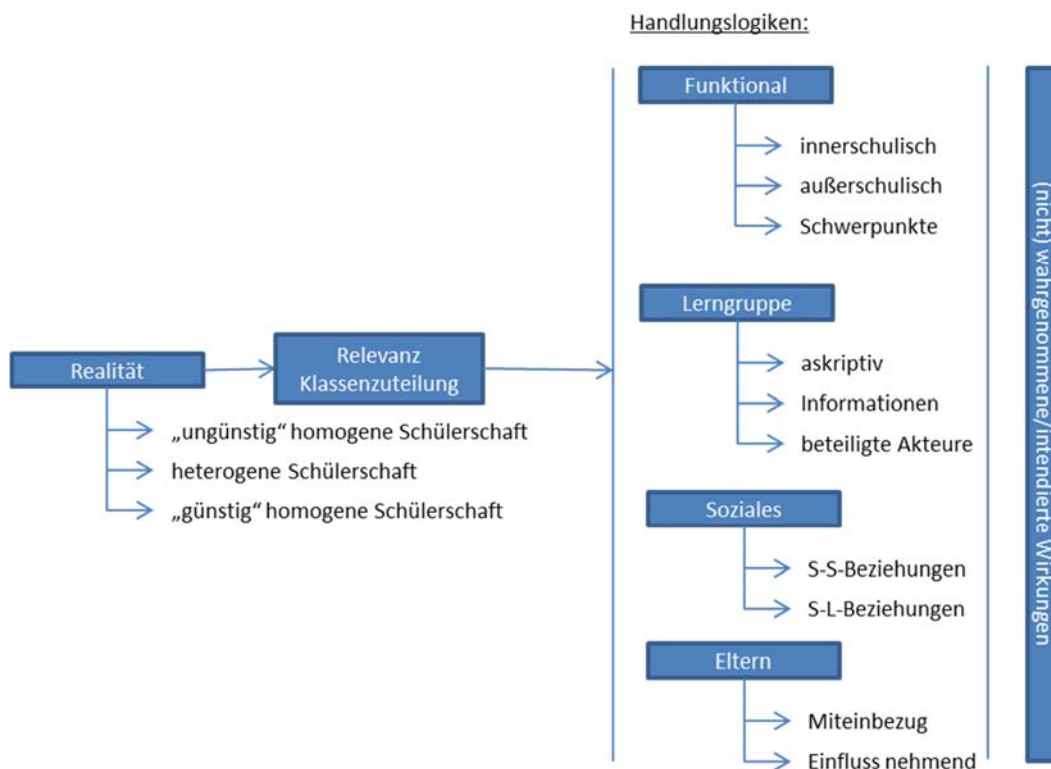 Handlungslogiken:
Funktional
innerschulisch
außerschulisch
Schwerpunkte
Lerngruppe
askriptiv
Informationen
beteiligte Akteure
Soziales
S-S-Beziehungen
S-L-Beziehungen
Eltern
Miteinbezug
Einfluss nehmend
Realität
„ungünstig“ homogene Schülerschaft
heterogene Schülerschaft
„günstig“ homogene Schülerschaft
Relevanz
Klassenzuteilung
(nicht) wahrgenommene/intendierte Wirkungen